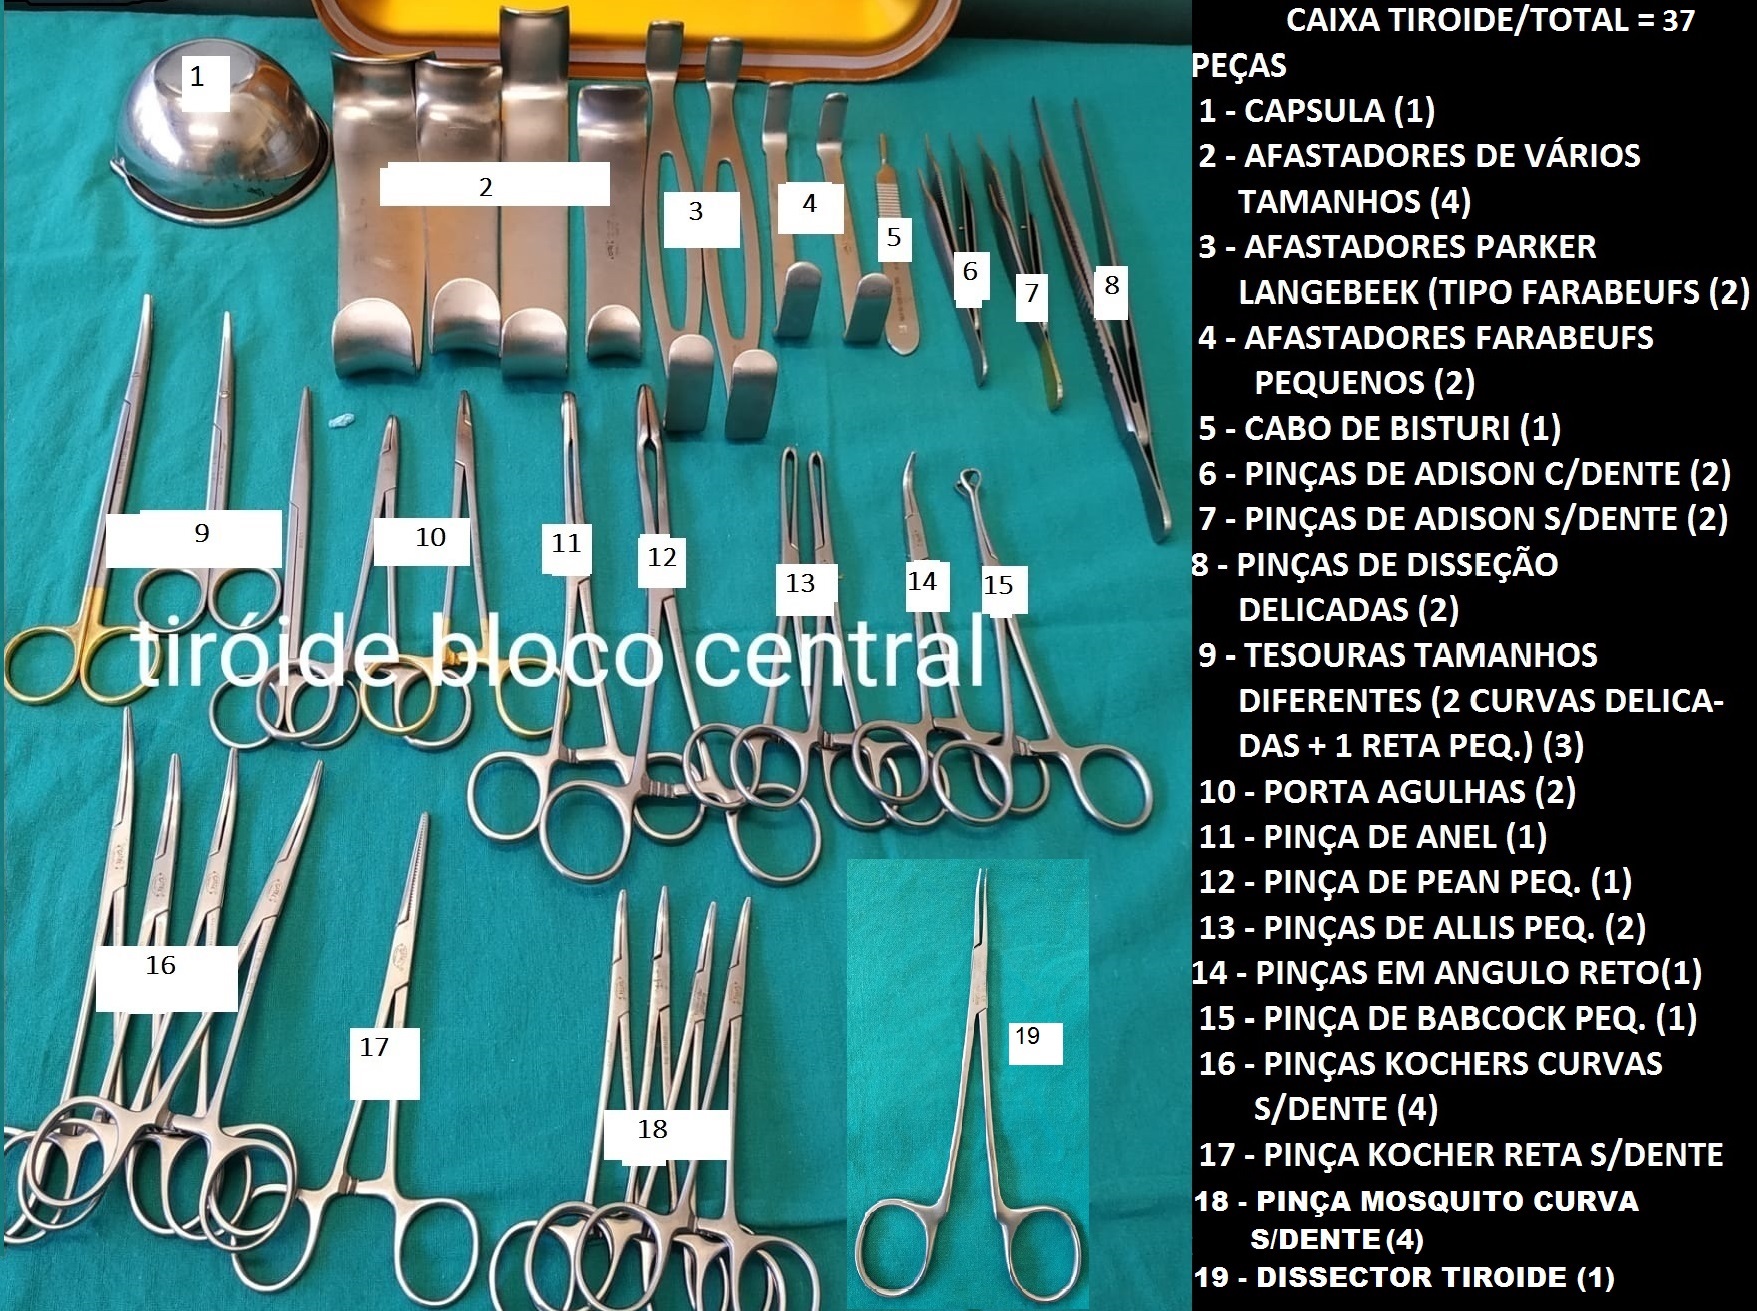 CAIXA TIROIDE/TOTAL = 37
PEÇAS
1 - CAPSULA (1)
2 - AFASTADORES DE VÁRIOS
TAMANHOS (4)
3 - AFASTADORES PARKER
LANGEBEEK (TIPO FARABEUFS (2)
4 - AFASTADORES FARABEUFS
PEQUENOS (2)
5 - CABO DE BISTURI (1)
6 - PINÇAS DE ADISON C/DENTE (2)
7 - PINÇAS DE ADISON S/DENTE (2)
8 - PINÇAS DE DISSEÇÃO
DELICADAS (2)
9 - TESOURAS TAMANHOS
DIFERENTES (2 CURVAS DELICA-
DAS + 1 RETA PEQ.) (3)
10 - PORTA AGULHAS (2)
11 - PINÇA DE ANEL (1)
12 - PINÇA DE PEAN PEQ. (1)
13 - PINÇAS DE ALLIS PEQ. (2)
14 - PINÇAS EM ANGULO RETO(1)
15 - PINÇA DE BABCOCK PEQ. (1)
16 - PINÇAS KOCHERS CURVAS
S/DENTE (4)
17 - PINÇA KOCHER RETA S/DENTE
18 - PINÇA MOSQUITO CURVA
S/DENTE (4)
19 - DISSECTOR TIROIDE (1)
1
2
3
4
5
6
7
8
9
10
11
12
13
14
15
tiróide bloco central
16
17
18
19